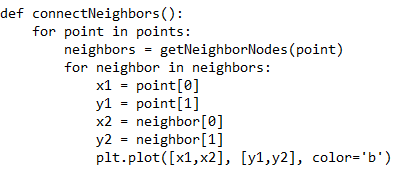 def connectNeighbors():
    for point in points:
        neighbors = getNeighborNodes(point)
        for neighbor in neighbors:
            x1 = point[0]
            y1 = point[1]
            x2 = neighbor[0]
            y2 = neighbor[1]
            plt.plot([x1,x2], [y1,y2], color='b')